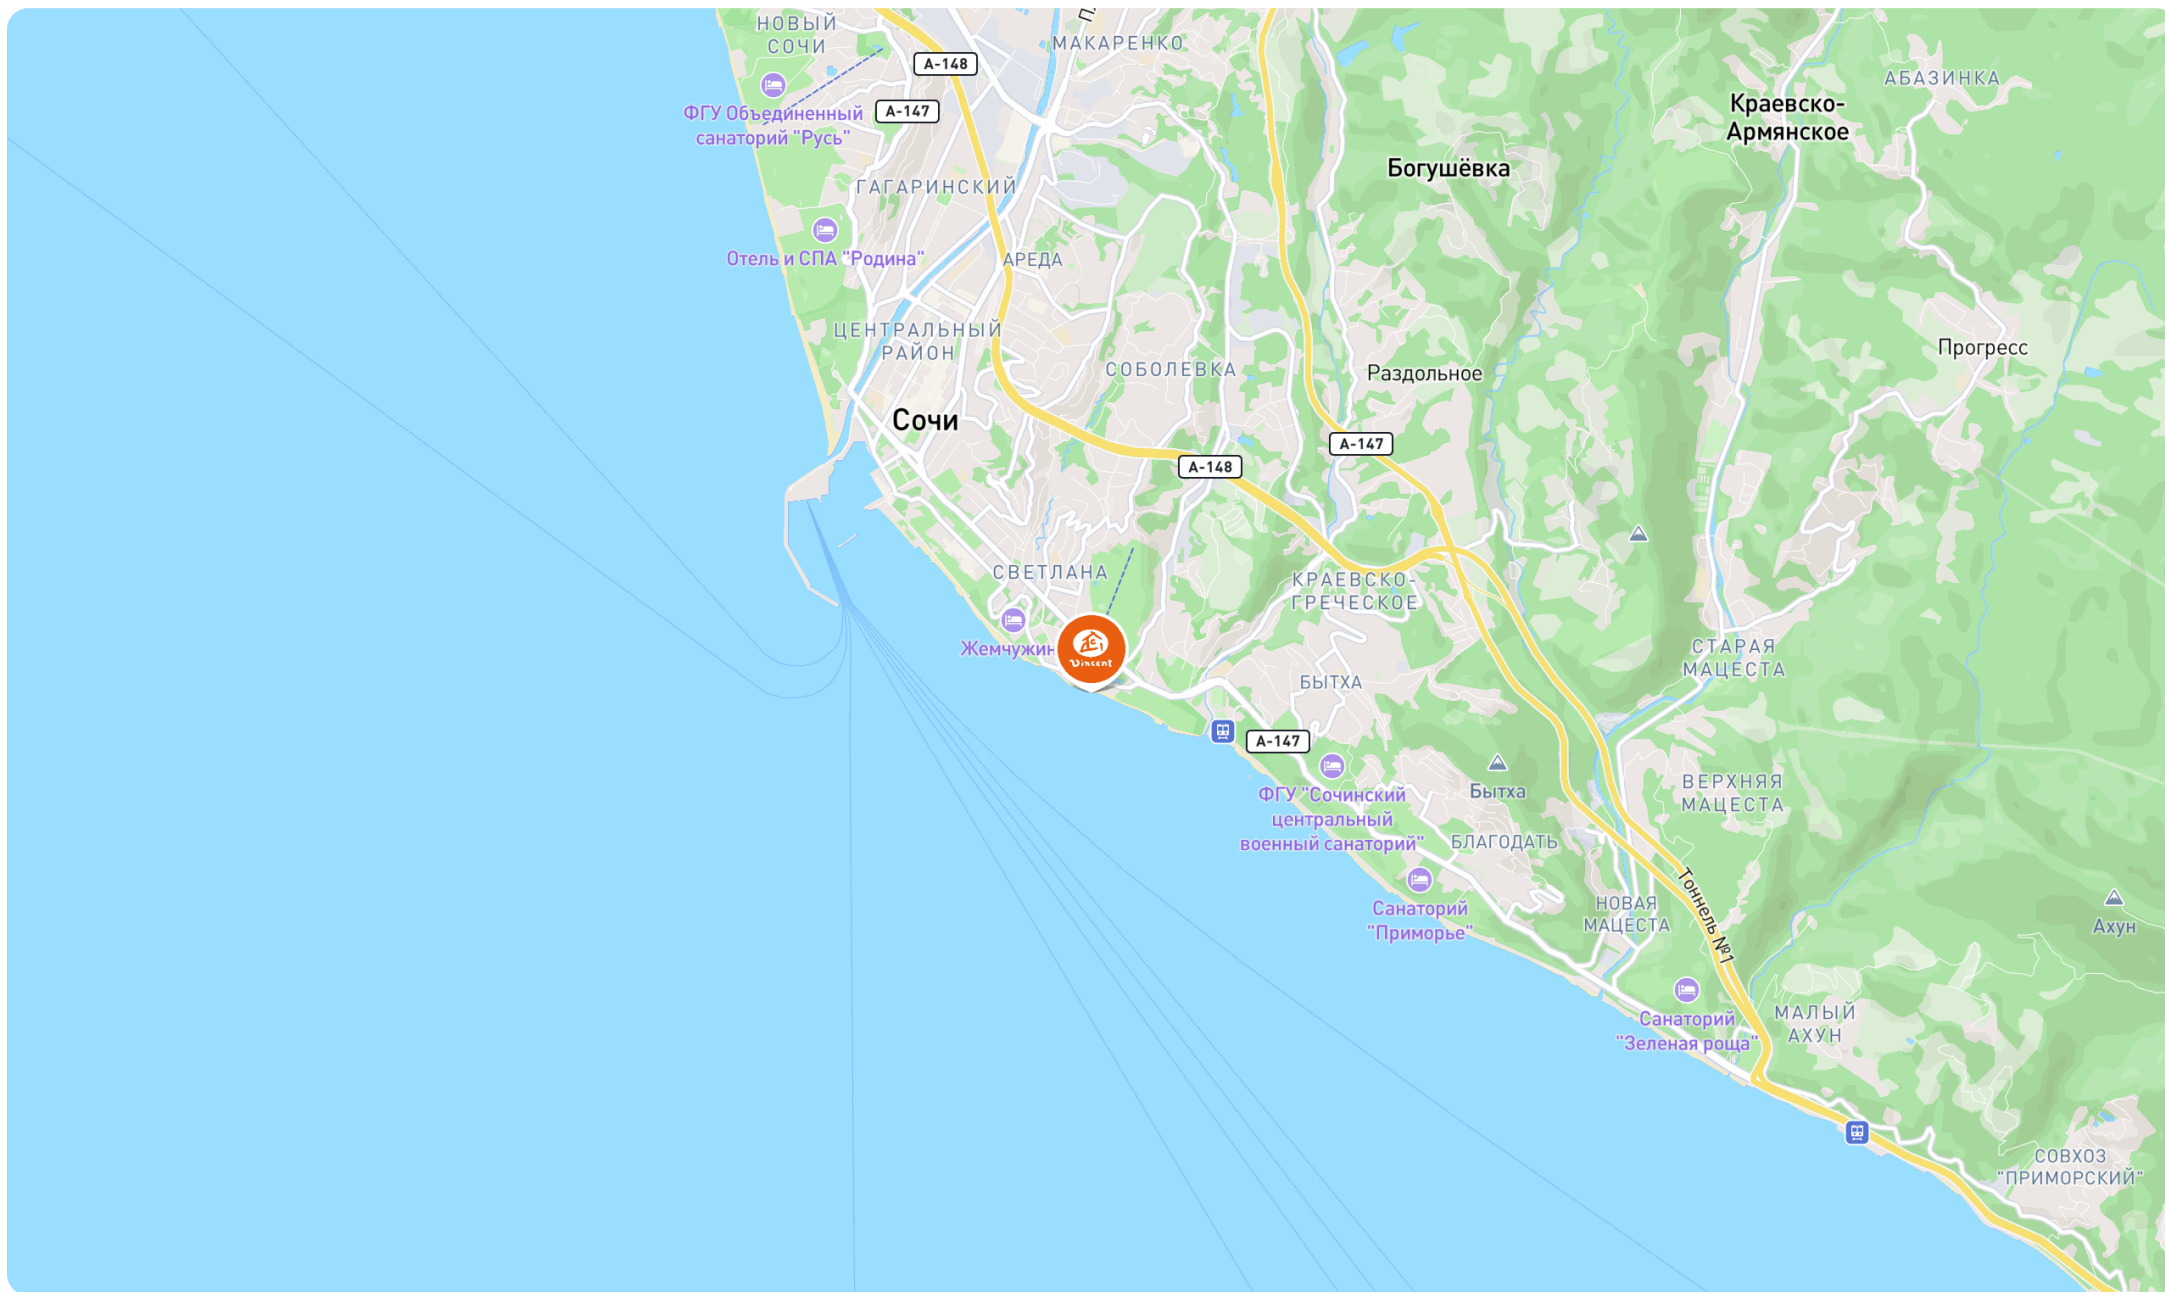 НОВЫЙ
СОЧИ
МАКАРЕНКО
А-148
АБАЗИНКА
ФГУ Объединенный
санаторий "Русь"
А-147
Краевско-
Армянское
Богушёвка
ГАГАРИНСКИЙ
Отель и СПА "Родина"
АРЕДА
ЦЕНТРАЛЬНЫЙ
РАЙОН
Прогресс
СОБОЛЕВКА
Раздольное
Сочи
А-147
А-148
СВЕТЛАНА
КРАЕВСКО-
ГРЕЧЕСКОЕ
Жемчужин
Vincent
СТАРАЯ
МАЦЕСТА
БЫТХА
А-147
Бытха
ФГУ "Сочинский
центральный
военный санаторий"
ВЕРХНЯЯ
МАЦЕСТА
БЛАГОДАТЬ
Тоннель №1
Санаторий
"Приморье"
НОВАЯ
МАЦЕСТА
Ахун
Санаторий
"Зеленая роща"
МАЛЫЙ
АХУН
СОВХОЗ
"ПРИМОРСКИЙ"